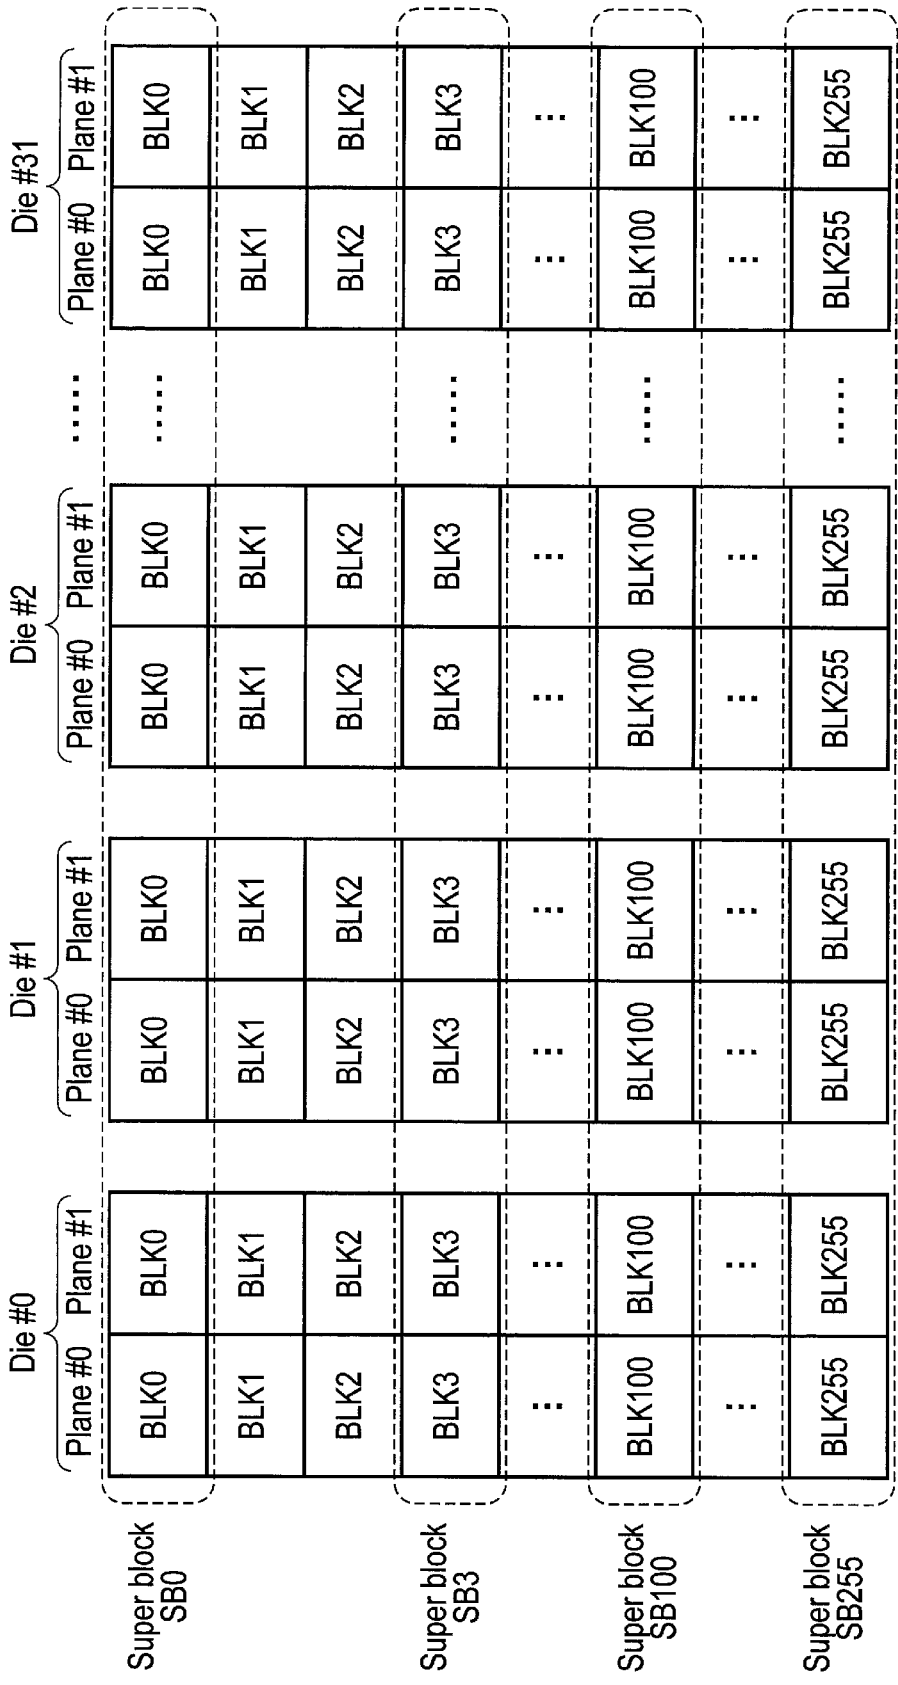 Die #0 Die #1 Die #2 Die #31
Plane #0 Plane #1 Plane #0 Plane #1 Plane #0 Plane #1 ..... Plane #0 Plane #1
Super block
SB0
BLK0 BLK0 BLK0 BLK0 BLK0 BLK0 ..... BLK0 BLK0
BLK1 BLK1 BLK1 BLK1 BLK1 BLK1 BLK1 BLK1
BLK2 BLK2 BLK2 BLK2 BLK2 BLK2 BLK2 BLK2
Super block
SB3
BLK3 BLK3 BLK3 BLK3 BLK3 BLK3 ..... BLK3 BLK3
... ... ... ... ... ... ... ...
Super block
SB100
BLK100 BLK100 BLK100 BLK100 BLK100 BLK100 ..... BLK100 BLK100
... ... ... ... ... ... ... ...
Super block
SB255
BLK255 BLK255 BLK255 BLK255 BLK255 BLK255 ..... BLK255 BLK255